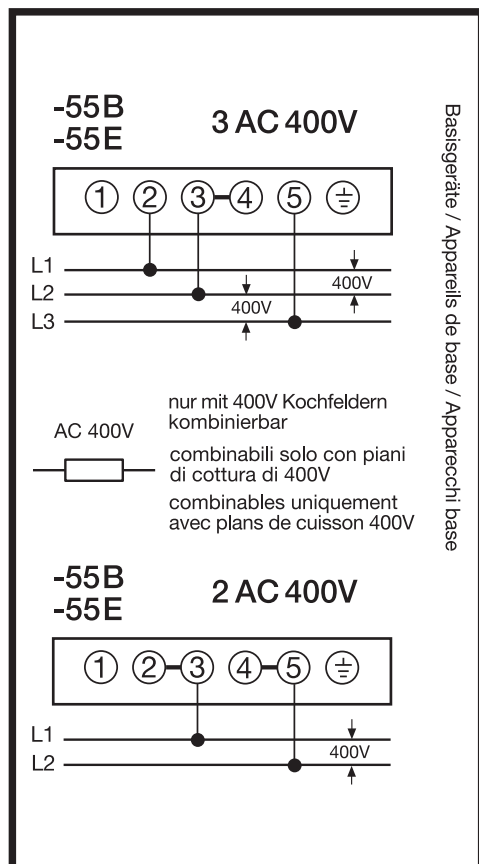 -55B
-55E
3 AC 400V
1 2 3 4 5
L1
400V
L2
400V
L3
AC 400V
nur mit 400V Kochfeldern
kombinierbar
combinabili solo con piani
di cottura di 400V
combinables uniquement
avec plans de cuisson 400V
-55B
-55E
2 AC 400V
1 2 3 4 5
L1
400V
L2
Basisgeräte / Appareils de base / Apparecchi base